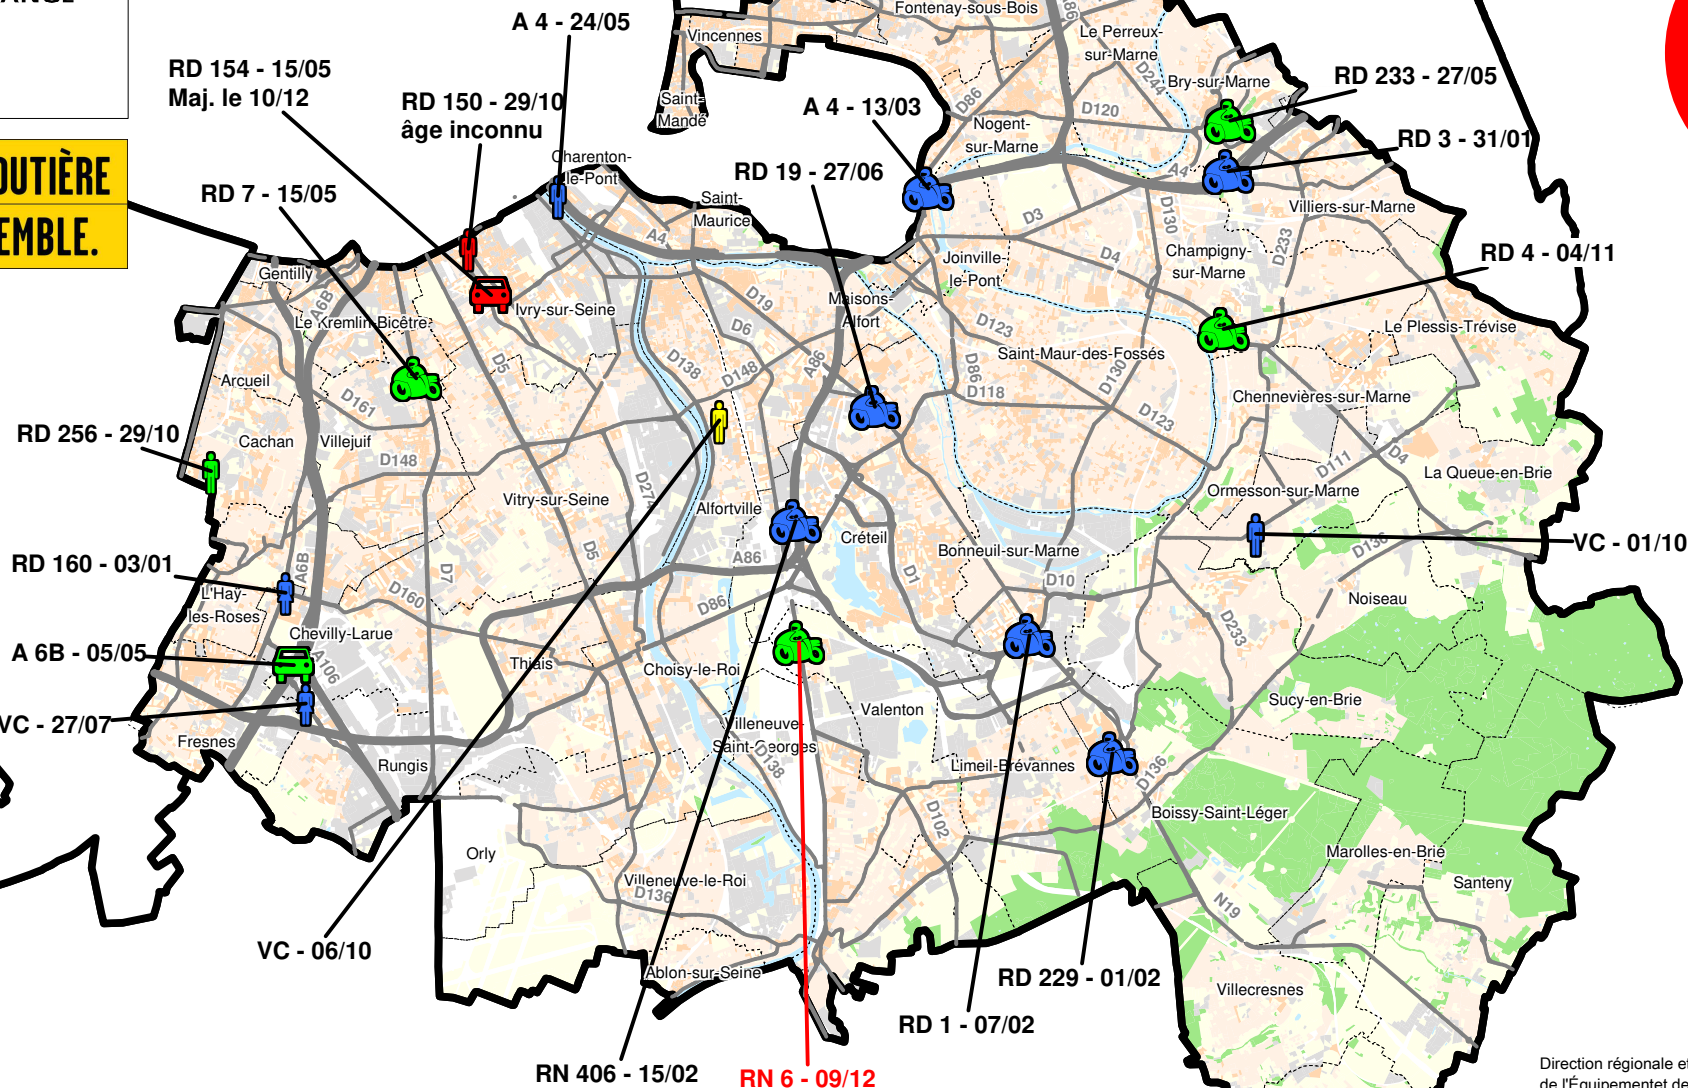 A 4 - 24/05
Fontenay-sous-Bois
A86
Vincennes
Le Perreux-
sur-Marne
RD 154 - 15/05
Maj. le 10/12
RD 150 - 29/10
âge inconnu
Saint-
Mandé
A 4 - 13/03
D86
D120
D244
Bry-sur-Marne
RD 233 - 27/05
Nogent-
sur-Marne
RD 3 - 31/01
OUTIÈRE
EMBLE.
RD 7 - 15/05
Charenton-
le-Pont
RD 19 - 27/06
Saint-
Maurice
A4
A4
D3
D130
Villiers-sur-Marne
D233
Champigny-
sur-Marne
RD 4 - 04/11
Gentilly
A6B
Le Kremlin-Bicêtre
Ivry-sur-Seine
D19
D6
Maisons-
Alfort
Joinville-
le-Pont
D4
D123
Le Plessis-Trévise
Arcueil
D5
D138
D148
A86
D86
Saint-Maur-des-Fossés
D130
D118
D123
Chennevières-sur-Marne
D161
RD 256 - 29/10
Cachan
Villejuif
D148
D111
D4
La Queue-en-Brie
Vitry-sur-Seine
D274
Alfortville
Ormesson-sur-Marne
Créteil
Bonneuil-sur-Marne
D136
VC - 01/10
RD 160 - 03/01
A6B
D7
D5
A86
D1
D10
L'Haÿ-
les-Roses
D160
D86
Noiseau
D233
Chevilly-Larue
A 6B - 05/05
A106
Thiais
Choisy-le-Roi
Sucy-en-Brie
VC - 27/07
Valenton
Villeneuve-
Saint-Georges
Fresnes
Rungis
D138
Limeil-Brévannes
D136
D102
Boissy-Saint-Léger
Orly
Marolles-en-Brie
Villeneuve-le-Roi
D136
Santeny
N19
VC - 06/10
Ablon-sur-Seine
RD 229 - 01/02
Villecresnes
RD 1 - 07/02
RN 406 - 15/02
RN 6 - 09/12
Direction régionale et
de l'Équipementet de